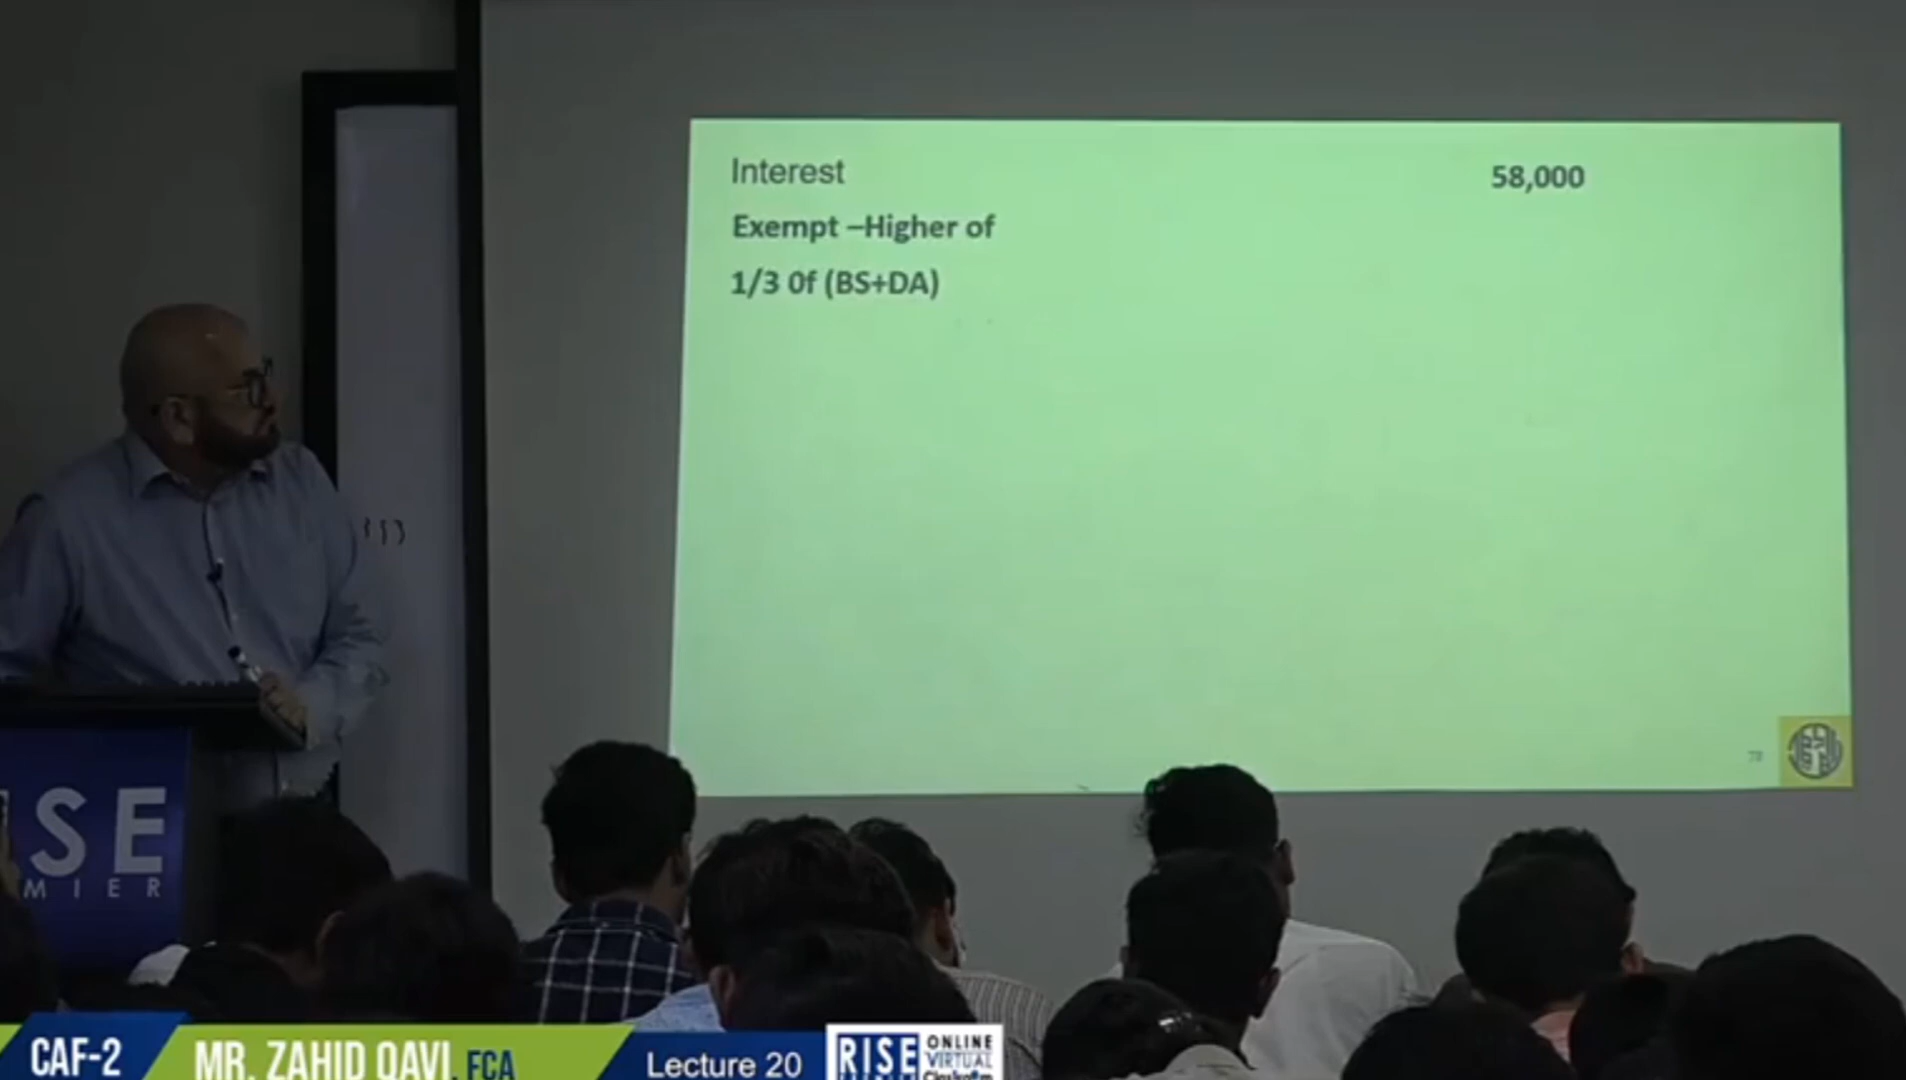 Interest 58,000
Exempt –Higher of
1/3 0f (BS+DA)
SE
MIER
CAF-2
MR. ZAHID QAVI, FCA
Lecture 20
RISE
ONLINE
VIRTUAL